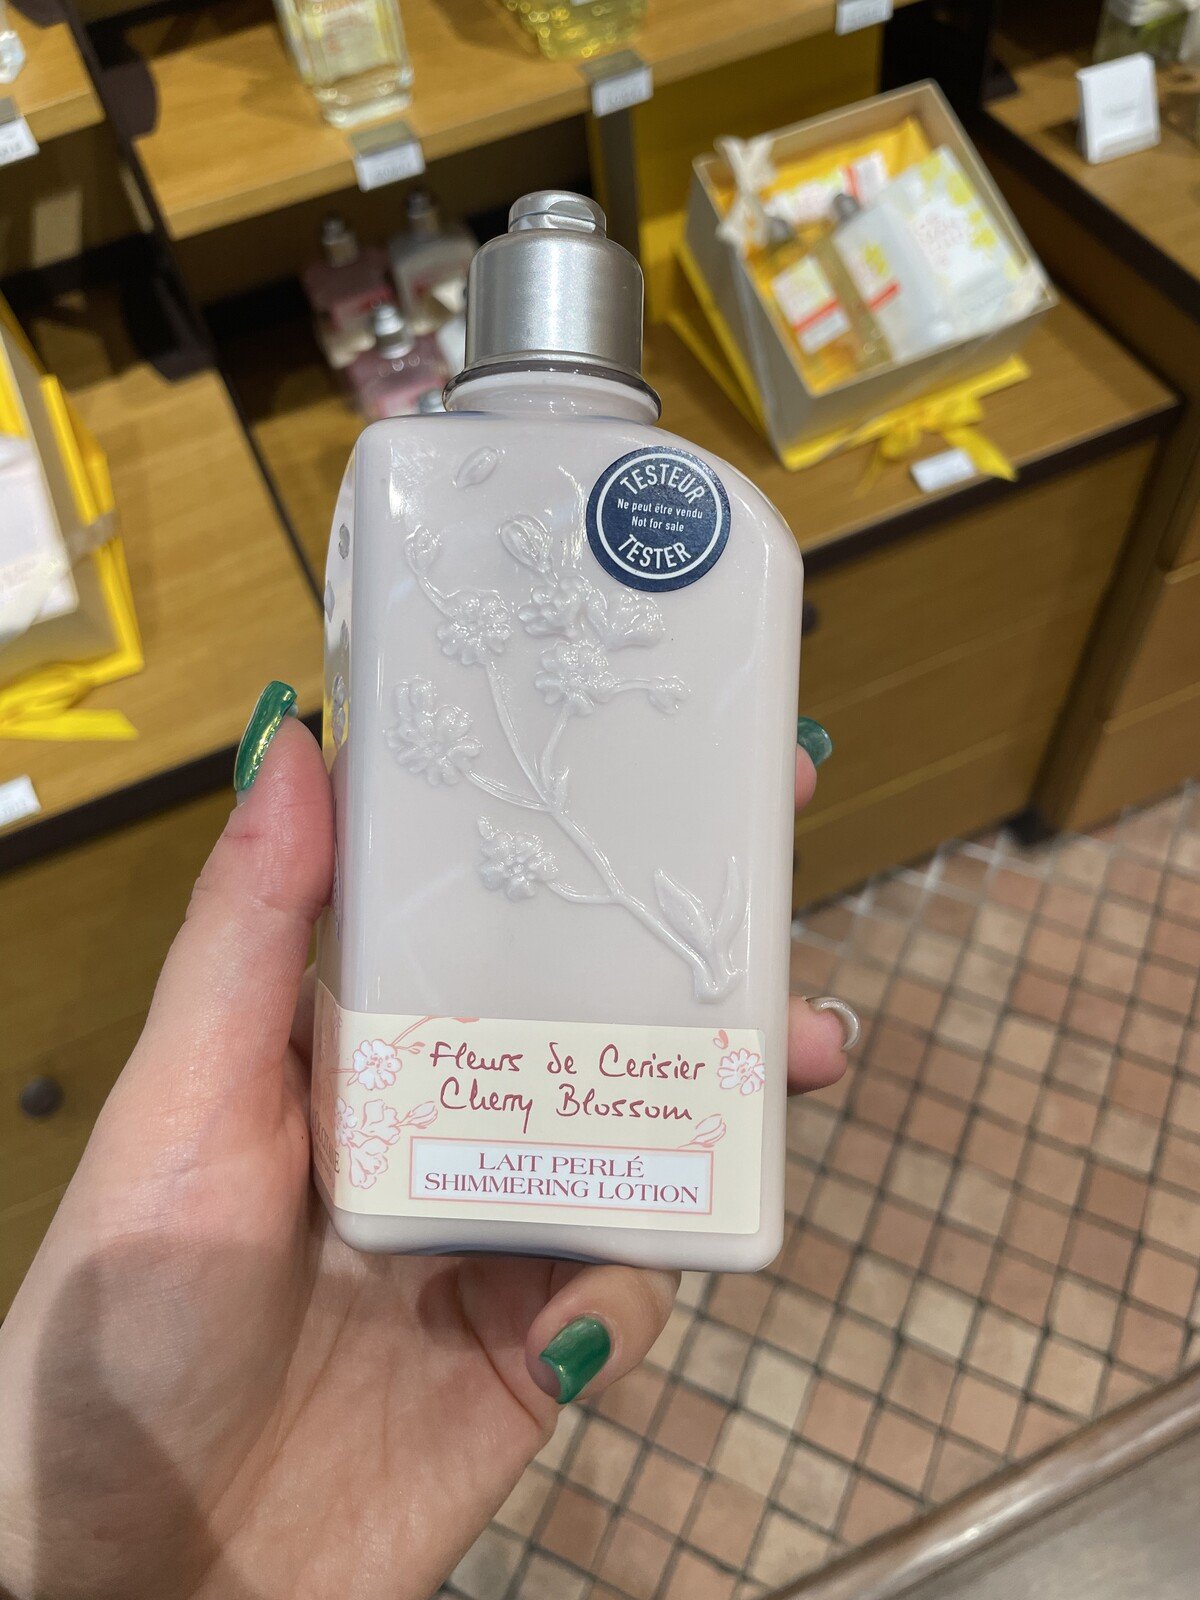 TESTEUR
Ne peut être vendu
Not for sale
TESTER
Fleurs de Cerisier
Cherry Blossom
LAIT PERLÉ
SHIMMERING LOTION